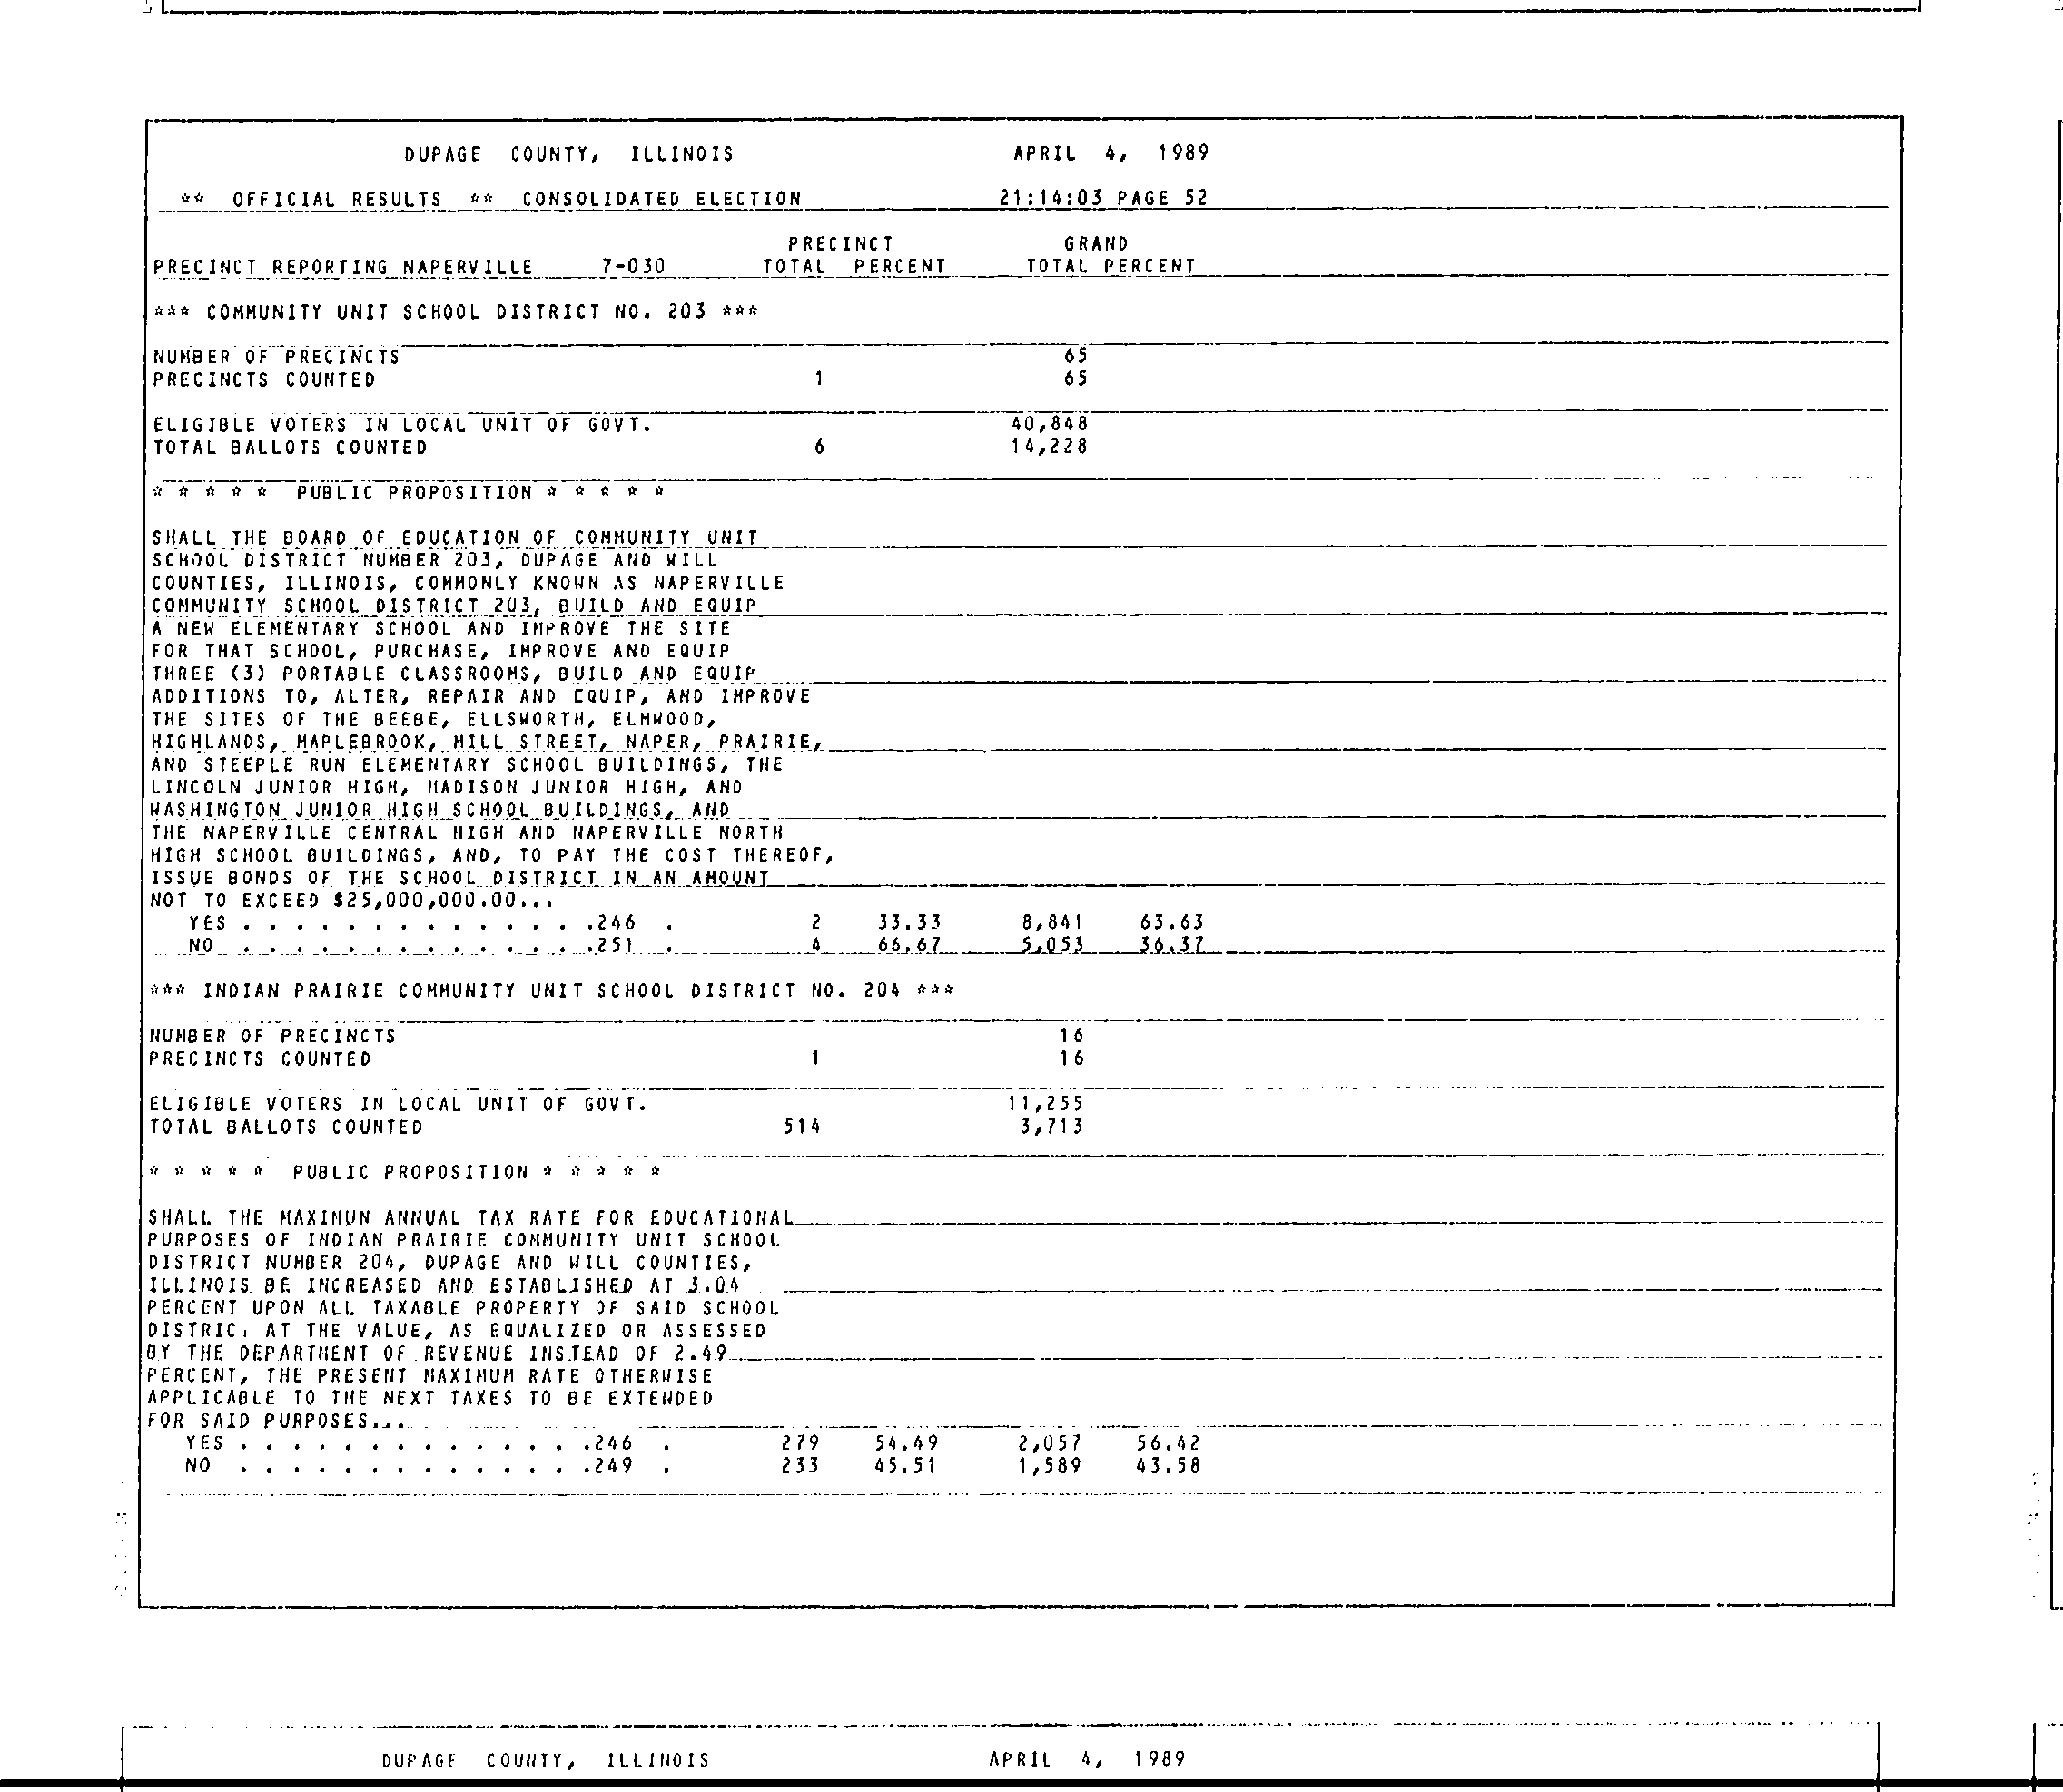 DUPAGE COUNTY, ILLINOIS APRIL 4, 1989
** OFFICIAL RESULTS ** CONSOLIDATED ELECTION 21:14:03 PAGE 52
PRECINCT GRAND
PRECINCT REPORTING NAPERVILLE 7-030 TOTAL PERCENT TOTAL PERCENT
*** COMMUNITY UNIT SCHOOL DISTRICT NO. 203 ***
NUMBER OF PRECINCTS 65
PRECINCTS COUNTED 1 65
ELIGIBLE VOTERS IN LOCAL UNIT OF GOVT. 40,848
TOTAL BALLOTS COUNTED 6 14,228
* * * * * PUBLIC PROPOSITION * * * * *
SHALL THE BOARD OF EDUCATION OF COMMUNITY UNIT
SCHOOL DISTRICT NUMBER 203, DUPAGE AND WILL
COUNTIES, ILLINOIS, COMMONLY KNOWN AS NAPERVILLE
COMMUNITY SCHOOL DISTRICT 203, BUILD AND EQUIP
A NEW ELEMENTARY SCHOOL AND IMPROVE THE SITE
FOR THAT SCHOOL, PURCHASE, IMPROVE AND EQUIP
THREE (3) PORTABLE CLASSROOMS, BUILD AND EQUIP
ADDITIONS TO, ALTER, REPAIR AND EQUIP, AND IMPROVE
THE SITES OF THE BEEBE, ELLSWORTH, ELMWOOD,
HIGHLANDS, MAPLEBROOK, MILL STREET, NAPER, PRAIRIE,
AND STEEPLE RUN ELEMENTARY SCHOOL BUILDINGS, THE
LINCOLN JUNIOR HIGH, MADISON JUNIOR HIGH, AND
WASHINGTON JUNIOR HIGH SCHOOL BUILDINGS, AND
THE NAPERVILLE CENTRAL HIGH AND NAPERVILLE NORTH
HIGH SCHOOL BUILDINGS, AND, TO PAY THE COST THEREOF,
ISSUE BONDS OF THE SCHOOL DISTRICT IN AN AMOUNT
NOT TO EXCEED $25,000,000.00...
YES . . . . . . . . . . . . . .246 . 2 33.33 8,841 63.63
NO . . . . . . . . . . . . . .251 . 4 66.67 5,053 36.37
*** INDIAN PRAIRIE COMMUNITY UNIT SCHOOL DISTRICT NO. 204 ***
NUMBER OF PRECINCTS 16
PRECINCTS COUNTED 1 16
ELIGIBLE VOTERS IN LOCAL UNIT OF GOVT. 11,255
TOTAL BALLOTS COUNTED 514 3,713
* * * * * PUBLIC PROPOSITION * * * * *
SHALL THE MAXIMUN ANNUAL TAX RATE FOR EDUCATIONAL
PURPOSES OF INDIAN PRAIRIE COMMUNITY UNIT SCHOOL
DISTRICT NUMBER 204, DUPAGE AND WILL COUNTIES,
ILLINOIS BE INCREASED AND ESTABLISHED AT 3.04
PERCENT UPON ALL TAXABLE PROPERTY OF SAID SCHOOL
DISTRIC, AT THE VALUE, AS EQUALIZED OR ASSESSED
BY THE DEPARTMENT OF REVENUE INSTEAD OF 2.49
PERCENT, THE PRESENT MAXIMUM RATE OTHERWISE
APPLICABLE TO THE NEXT TAXES TO BE EXTENDED
FOR SAID PURPOSES...
YES . . . . . . . . . . . . . .246 . 279 54.49 2,057 56.42
NO . . . . . . . . . . . . . .249 . 233 45.51 1,589 43.58
DUPAGE COUNTY, ILLINOIS APRIL 4, 1989